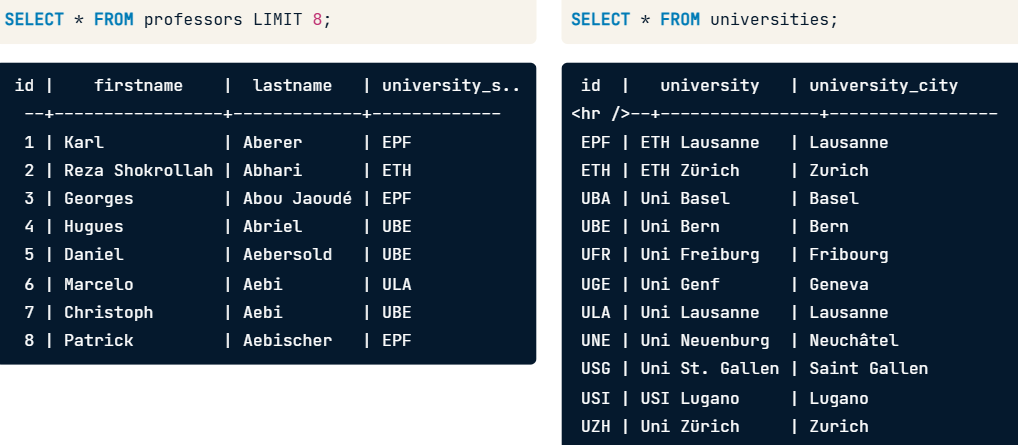 SELECT * FROM professors LIMIT 8;
id | firstname | lastname | university_s..
--+-----------------+-------------+-------------
1 | Karl | Aberer | EPF
2 | Reza Shokrollah | Abhari | ETH
3 | Georges | Abou Jaoudé | EPF
4 | Hugues | Abriel | UBE
5 | Daniel | Aebersold | UBE
6 | Marcelo | Aebi | ULA
7 | Christoph | Aebi | UBE
8 | Patrick | Aebischer | EPF
SELECT * FROM universities;
id | university | university_city
<hr />--+----------------+-----------------
EPF | ETH Lausanne | Lausanne
ETH | ETH Zürich | Zurich
UBA | Uni Basel | Basel
UBE | Uni Bern | Bern
UFR | Uni Freiburg | Fribourg
UGE | Uni Genf | Geneva
ULA | Uni Lausanne | Lausanne
UNE | Uni Neuenburg | Neuchâtel
USG | Uni St. Gallen | Saint Gallen
USI | USI Lugano | Lugano
UZH | Uni Zürich | Zurich